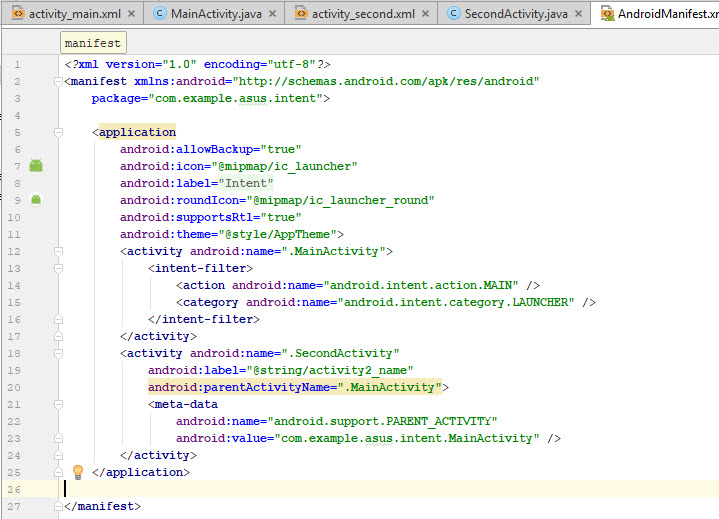 activity_main.xml × MainActivity.java × activity_second.xml × SecondActivity.java × AndroidManifest.xm
manifest
1 <?xml version="1.0" encoding="utf-8"?>
2 <manifest xmlns:android="http://schemas.android.com/apk/res/android"
3 package="com.example.asus.intent">
4
5 <application
6 android:allowBackup="true"
7 android:icon="@mipmap/ic_launcher"
8 android:label="Intent"
9 android:roundIcon="@mipmap/ic_launcher_round"
10 android:supportsRtl="true"
11 android:theme="@style/AppTheme">
12 <activity android:name=".MainActivity">
13 <intent-filter>
14 <action android:name="android.intent.action.MAIN" />
15 <category android:name="android.intent.category.LAUNCHER" />
16 </intent-filter>
17 </activity>
18 <activity android:name=".SecondActivity"
19 android:label="@string/activity2_name"
20 android:parentActivityName=".MainActivity">
21 <meta-data
22 android:name="android.support.PARENT_ACTIVITY"
23 android:value="com.example.asus.intent.MainActivity" />
24 </activity>
25 </application>
26
27 </manifest>